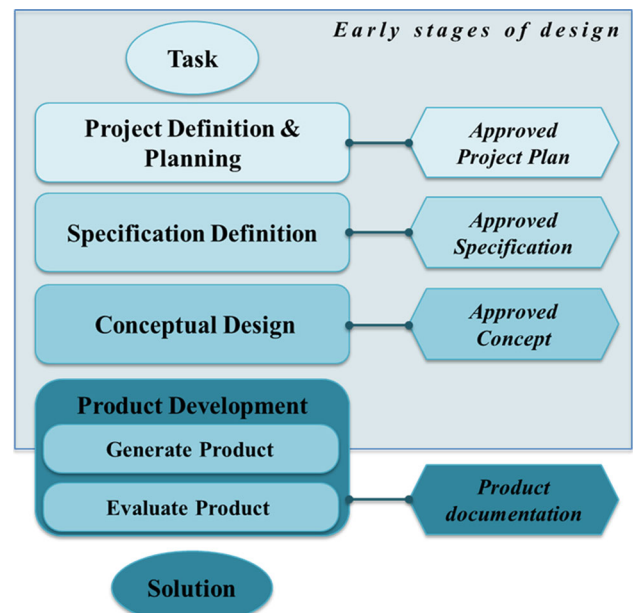 Early stages of design
Task
Project Definition &
Planning
Approved
Project Plan
Specification Definition
Approved
Specification
Conceptual Design
Approved
Concept
Product Development
Generate Product
Evaluate Product
Product
documentation
Solution